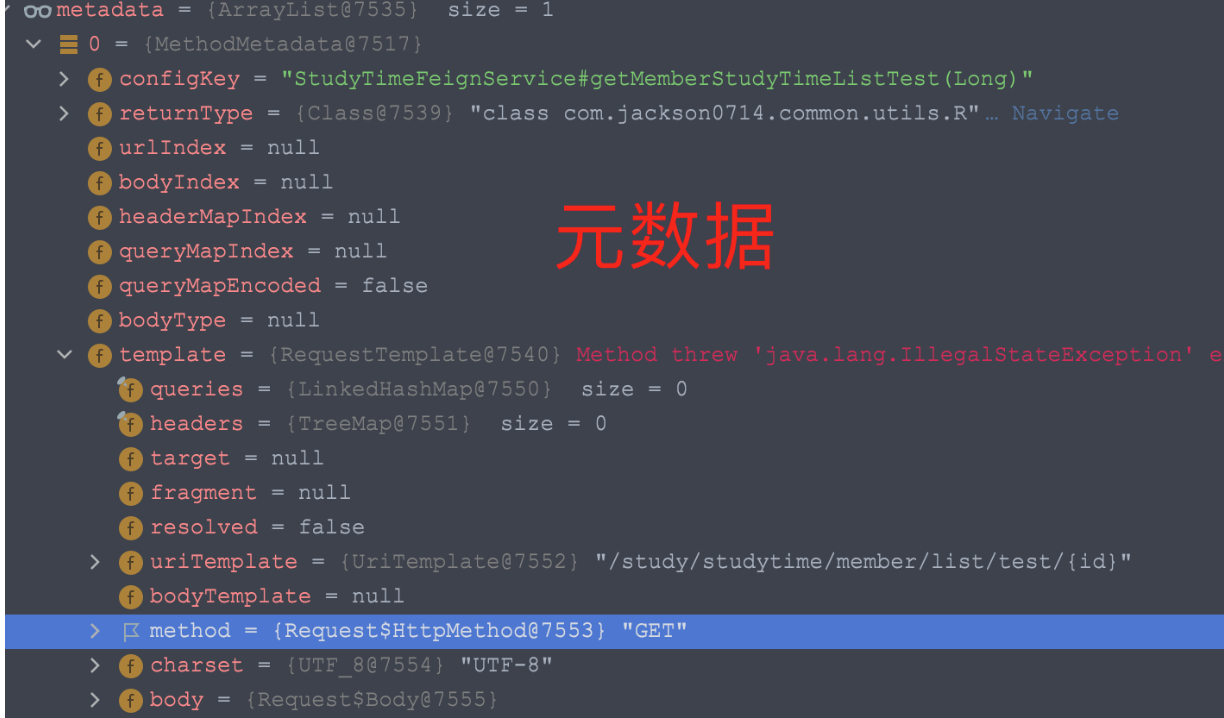 metadata = {ArrayList@7535} size = 1
0 = {MethodMetadata@7517}
configKey = "StudyTimeFeignService#getMemberStudyTimeListTest(Long)"
returnType = {Class@7539} "class com.jackson0714.common.utils.R"… Navigate
urlIndex = null
bodyIndex = null
headerMapIndex = null
元数据
queryMapIndex = null
queryMapEncoded = false
bodyType = null
template = {RequestTemplate@7540} Method threw 'java.lang.IllegalStateException' e
queries = {LinkedHashMap@7550} size = 0
headers = {TreeMap@7551} size = 0
target = null
fragment = null
resolved = false
uriTemplate = {UriTemplate@7552} "/study/studytime/member/list/test/{id}"
bodyTemplate = null
method = {Request$HttpMethod@7553} "GET"
charset = {UTF_8@7554} "UTF-8"
body = {Request$Body@7555}